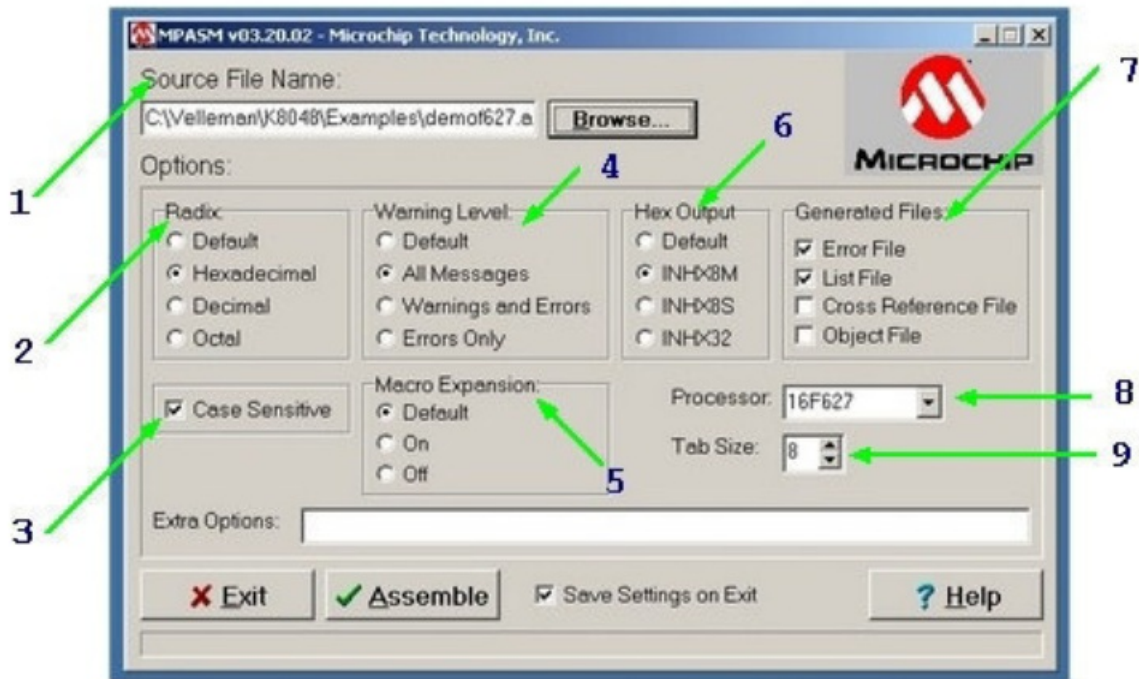 MPASM v03.20.02 - Microchip Technology, Inc.
Source File Name:
C:\Velleman\K8048\Examples\demof627.a
Browse...
MICROCHIP
Options:
1
2
3
4
5
6
7
8
9
Radix:
Default
Hexadecimal
Decimal
Octal
Warning Level:
Default
All Messages
Warnings and Errors
Errors Only
Hex Output
Default
INHX8M
INHX8S
INHX32
Generated Files:
Error File
List File
Cross Reference File
Object File
Case Sensitive
Macro Expansion:
Default
On
Off
Processor: 16F627
Tab Size: 8
Extra Options:
Exit
Assemble
Save Settings on Exit
? Help